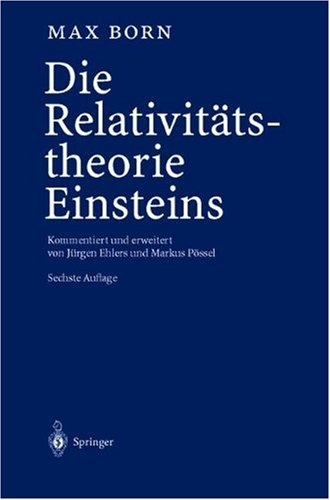 MAX BORN
Die
Relativitäts-
theorie
Einsteins
Kommentiert und erweitert
von Jürgen Ehlers und Markus Pössel
Sechste Auflage
Springer